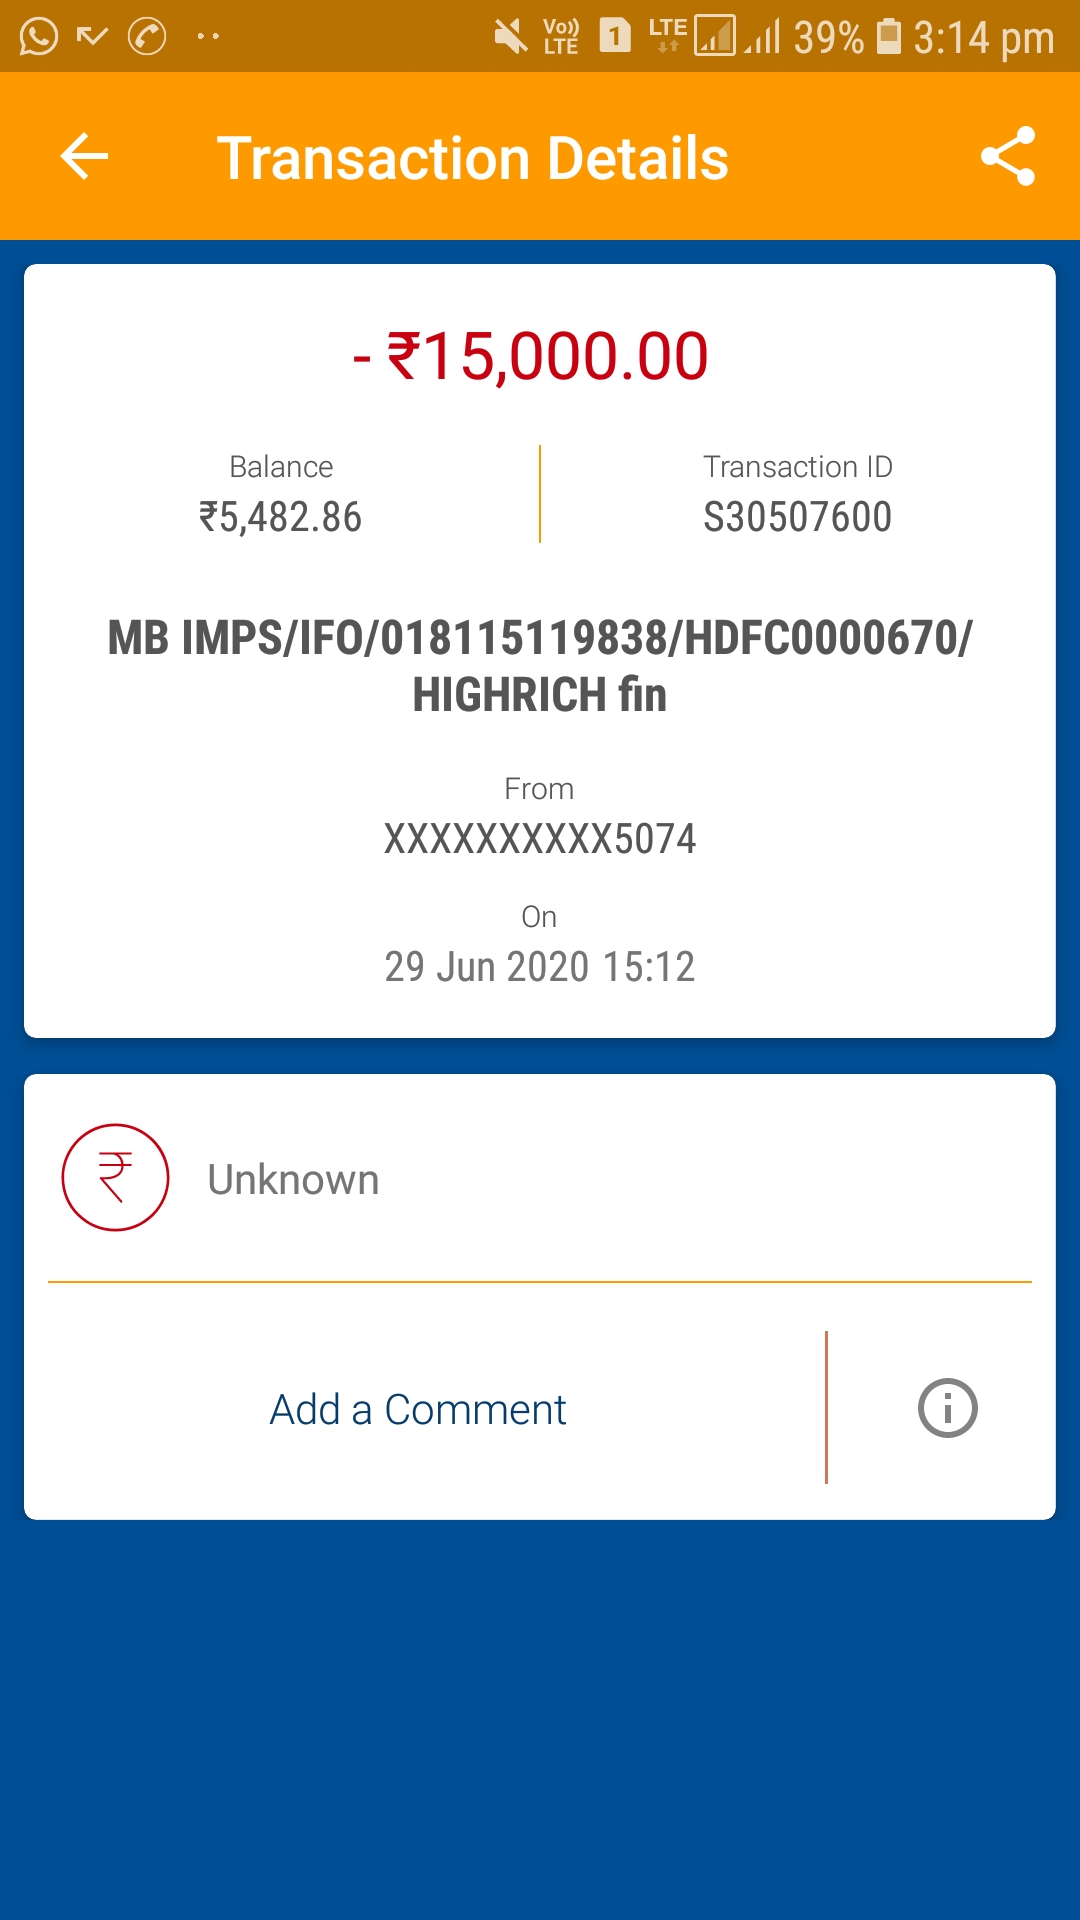 Vo)) LTE 1 LTE 39% 3:14 pm
Transaction Details
- ₹15,000.00
Balance
₹5,482.86
Transaction ID
S30507600
MB IMPS/IFO/018115119838/HDFC0000670/
HIGHRICH fin
From
XXXXXXXXXX5074
On
29 Jun 2020 15:12
₹ Unknown
Add a Comment